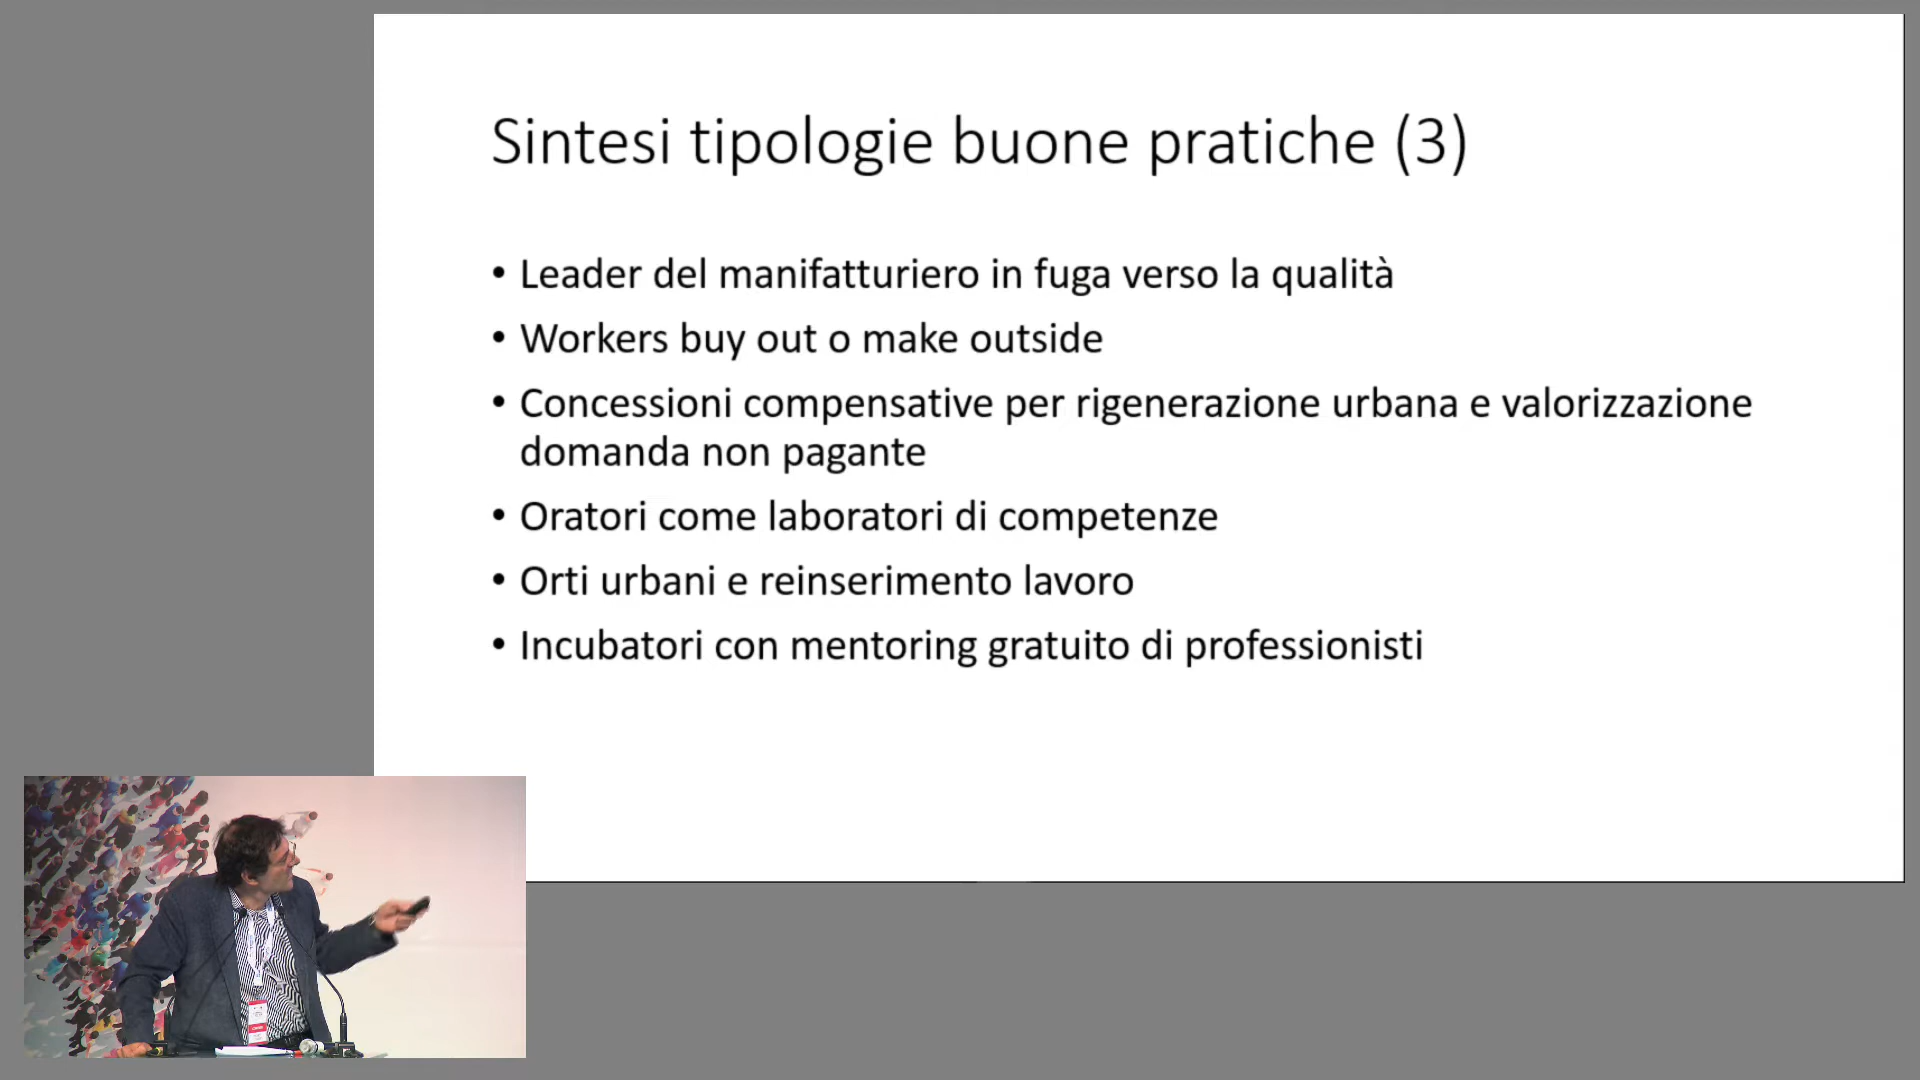 Sintesi tipologie buone pratiche (3)
• Leader del manifatturiero in fuga verso la qualità
• Workers buy out o make outside
• Concessioni compensative per rigenerazione urbana e valorizzazione
domanda non pagante
• Oratori come laboratori di competenze
• Orti urbani e reinserimento lavoro
• Incubatori con mentoring gratuito di professionisti